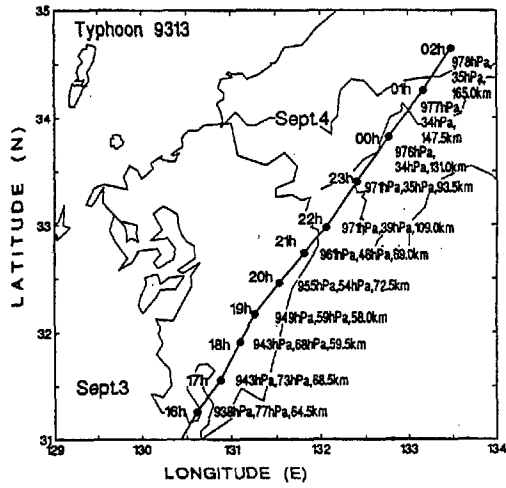 Typhoon 9313
35
34
33
32
31
LATITUDE (N)
02h
978hPa,
35hPa,
165.0km
01h
977hPa,
34hPa,
147.5km
Sept.4
00h
976hPa,
34hPa,131.0km
23h
971hPa,35hPa,93.5km
22h
971hPa,39hPa,109.0km
21h
961hPa,46hPa,69.0km
20h
955hPa,54hPa,72.5km
19h
949hPa,59hPa,58.0km
18h
943hPa,68hPa,59.5km
17h
943hPa,73hPa,68.5km
Sept.3
16h
938hPa,77hPa,64.5km
129 130 131 132 133 134
LONGITUDE (E)